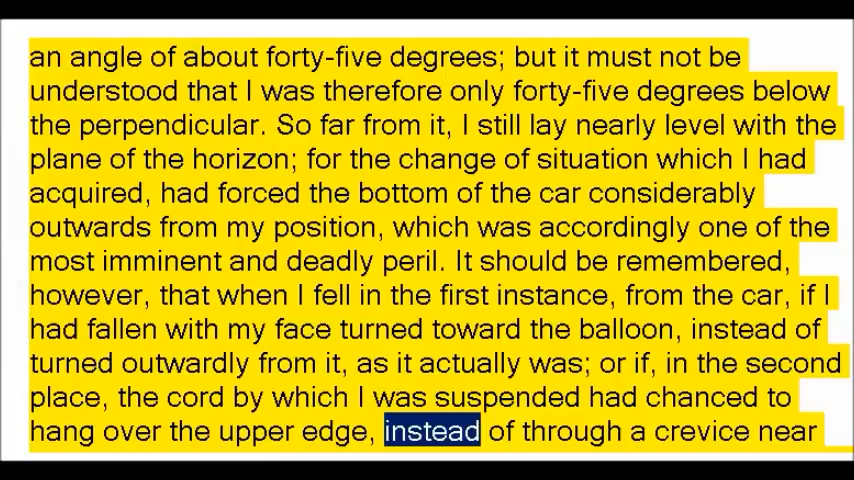 an angle of about forty-five degrees; but it must not be
understood that I was therefore only forty-five degrees below
the perpendicular. So far from it, I still lay nearly level with the
plane of the horizon; for the change of situation which I had
acquired, had forced the bottom of the car considerably
outwards from my position, which was accordingly one of the
most imminent and deadly peril. It should be remembered,
however, that when I fell in the first instance, from the car, if I
had fallen with my face turned toward the balloon, instead of
turned outwardly from it, as it actually was; or if, in the second
place, the cord by which I was suspended had chanced to
hang over the upper edge, instead of through a crevice near